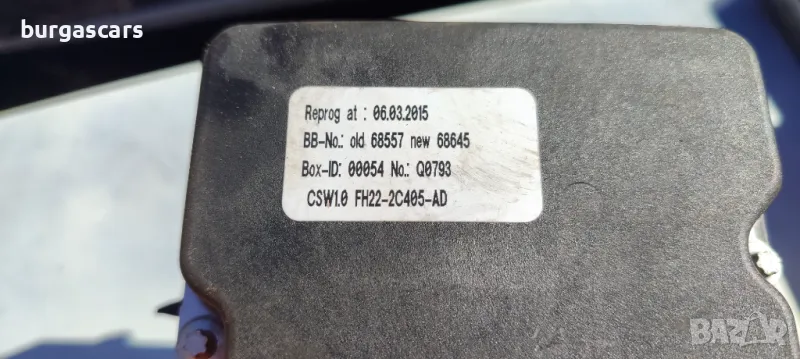 burgascars
Reprog at : 06.03.2015
BB-No.: old 68557 new 68645
Box-ID: 00054 No.: Q0793
CSW1.0 FH22-2C405-AD
BAZAR